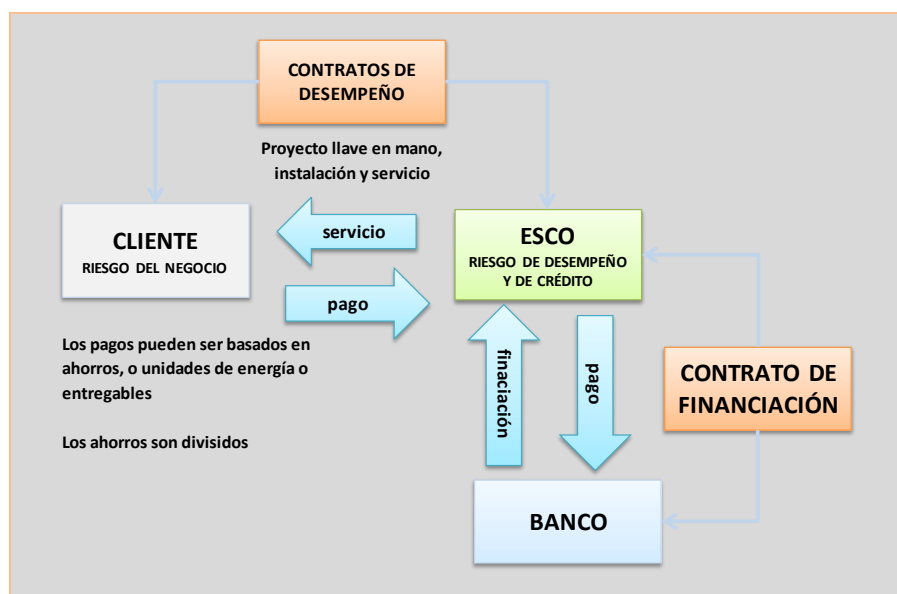 CONTRATOS DE
DESEMPEÑO
Proyecto llave en mano,
instalación y servicio
CLIENTE
RIESGO DEL NEGOCIO
servicio
ESCO
RIESGO DE DESEMPEÑO
Y DE CRÉDITO
pago
Los pagos pueden ser basados en
ahorros, o unidades de energía o
entregables
Los ahorros son divididos
finaciación
pago
CONTRATO DE
FINANCIACIÓN
BANCO